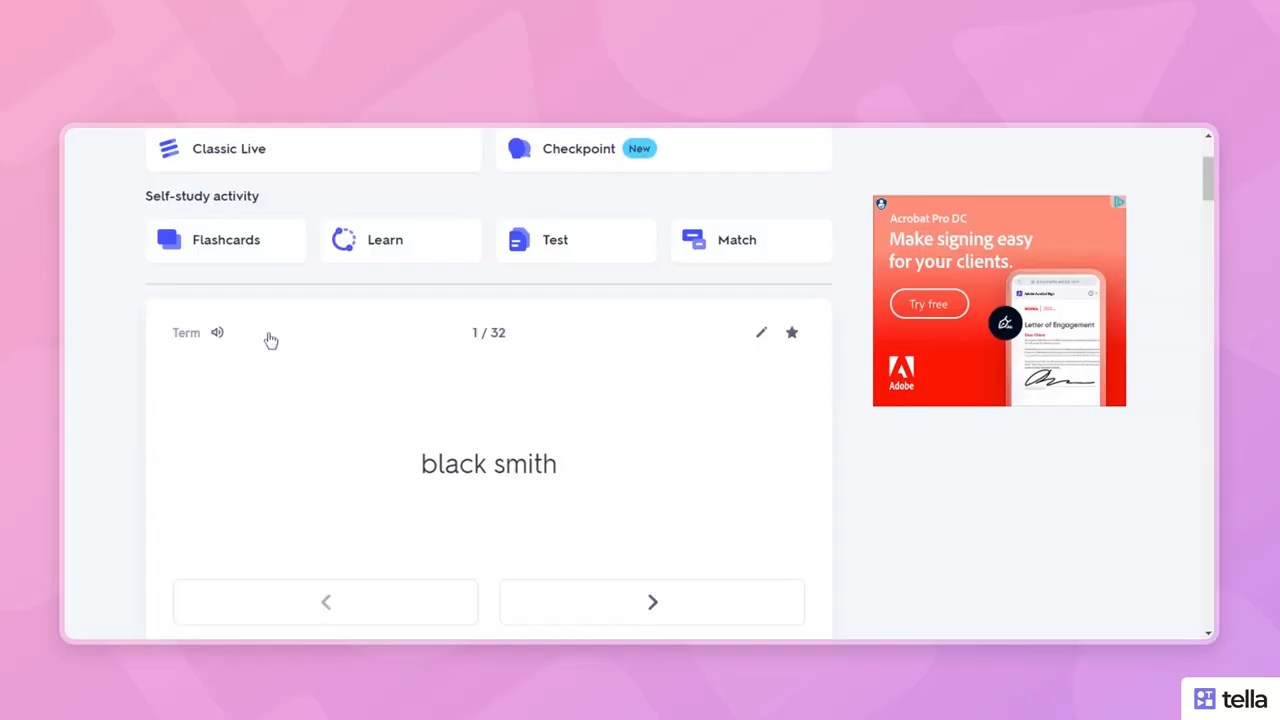 Classic Live
Checkpoint New
Self-study activity
Flashcards
Learn
Test
Match
Term
1 / 32
black smith
Acrobat Pro DC
Make signing easy
for your clients.
Try free
Adobe
Letter of Engagement
tella